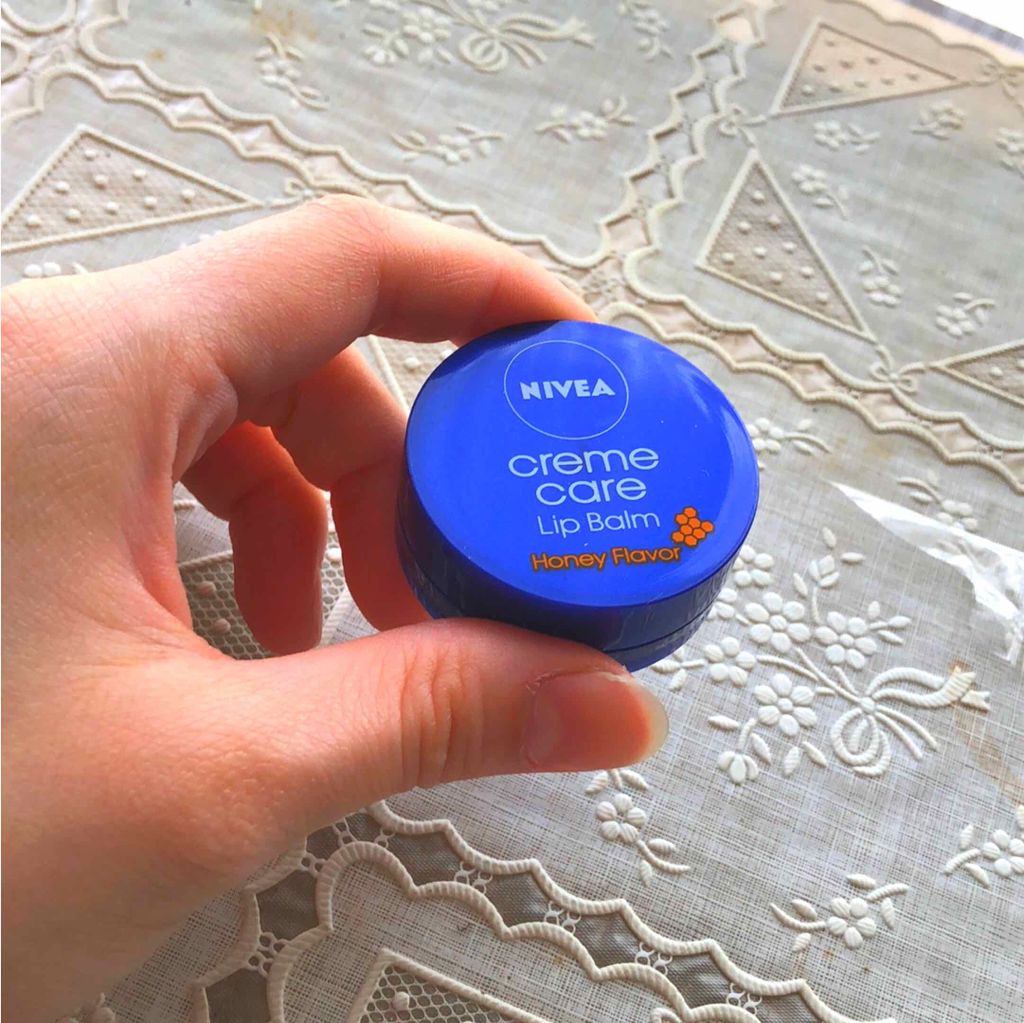 NIVEA
creme
care
Lip Balm
Honey Flavor